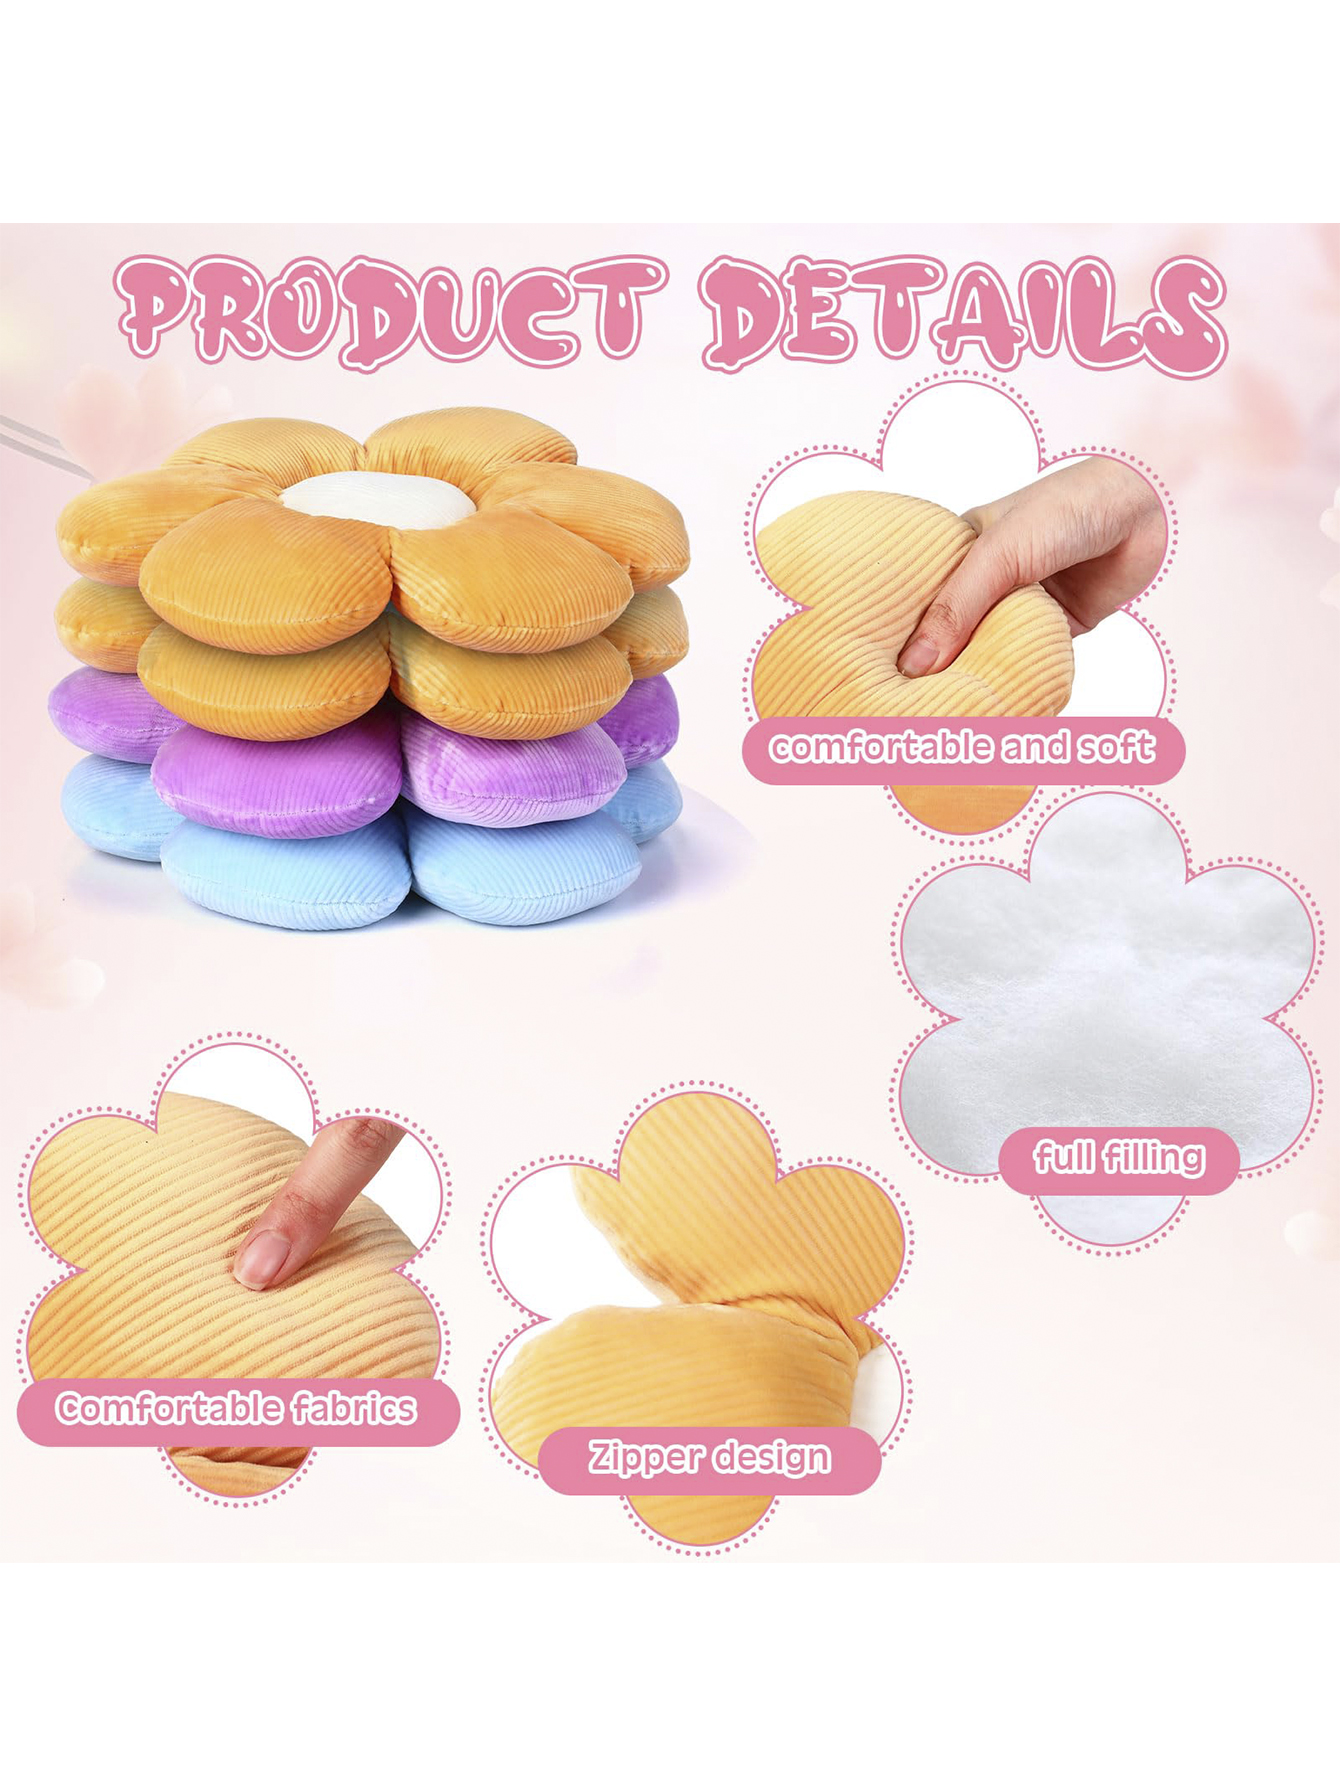 PRODUCT DETAILS
comfortable and soft
full filling
Comfortable fabrics
Zipper design